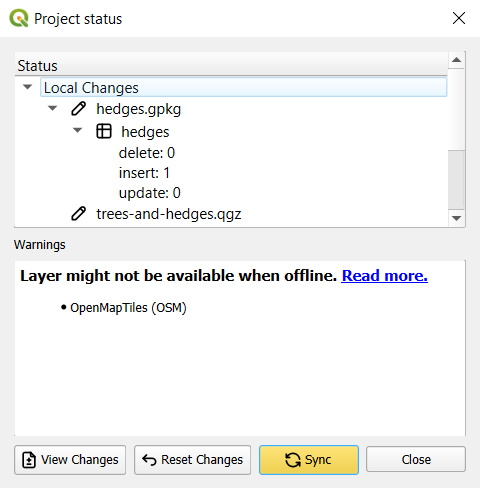 Project status
Status
Local Changes
hedges.gpkg
hedges
delete: 0
insert: 1
update: 0
trees-and-hedges.qgz
Warnings
Layer might not be available when offline. Read more.
• OpenMapTiles (OSM)
View Changes
Reset Changes
Sync
Close